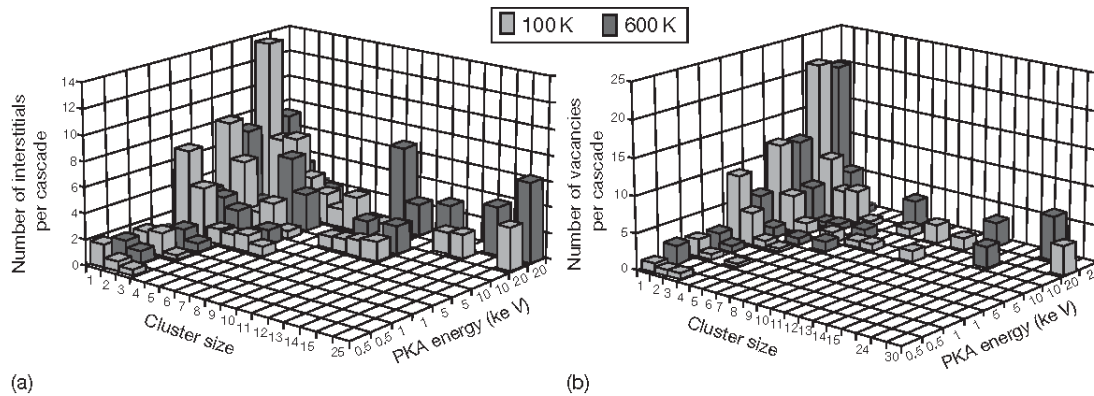 100 K 600 K
Number of interstitials
per cascade
14
12
10
8
6
4
2
0
1 2 3 4 5 6 7 8 9 10 11 12 13 14 15 25
Cluster size
0.5 0.5 1 1 5 5 10 10 20 20
PKA energy (ke V)
(a)
Number of vacancies
per cascade
25
20
15
10
5
0
1 2 3 4 5 6 7 8 9 10 11 12 13 14 15 24 30
Cluster size
0.5 0.5 1 1 5 5 10 10 20
PKA energy (ke V)
(b)